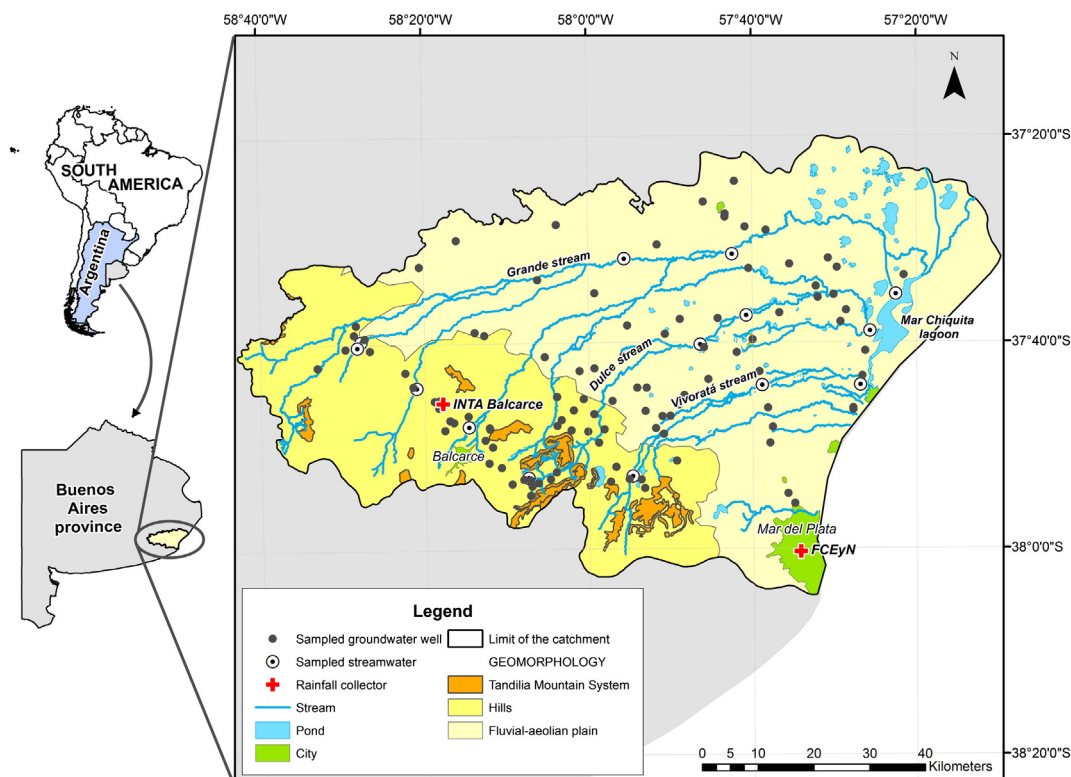 58°40'0"W
58°20'0"W
58°0'0"W
57°40'0"W
57°20'0"W
N
37°20'0"S
37°40'0"S
38°0'0"S
38°20'0"S
SOUTH
AMERICA
Argentina
Buenos
Aires
province
Grande stream
Dulce stream
Vivoratá stream
Mar Chiquita
lagoon
INTA Balcarce
Balcarce
Mar del Plata
FCEyN
Legend
Sampled groundwater well
Sampled streamwater
Rainfall collector
Stream
Pond
City
Limit of the catchment
GEOMORPHOLOGY
Tandilia Mountain System
Hills
Fluvial-aeolian plain
0 5 10 20 30 40
Kilometers